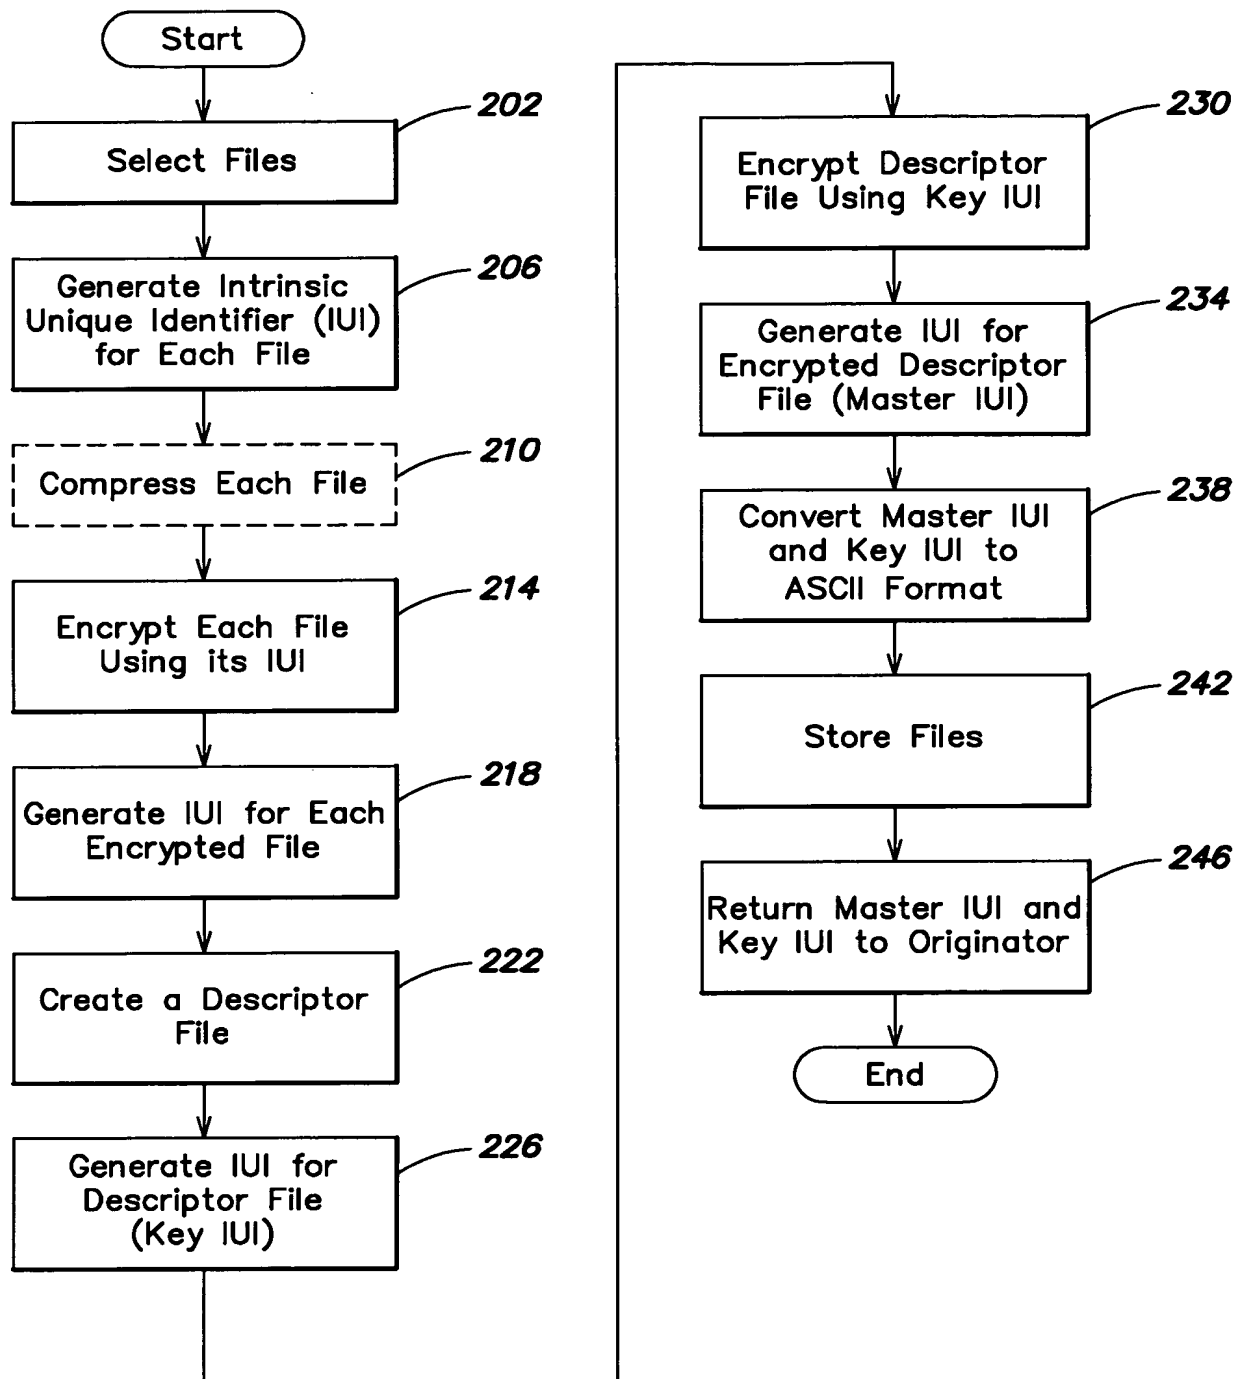 Start
202
Select Files
206
Generate Intrinsic
Unique Identifier (IUI)
for Each File
210
Compress Each File
214
Encrypt Each File
Using its IUI
218
Generate IUI for Each
Encrypted File
222
Create a Descriptor
File
226
Generate IUI for
Descriptor File
(Key IUI)
230
Encrypt Descriptor
File Using Key IUI
234
Generate IUI for
Encrypted Descriptor
File (Master IUI)
238
Convert Master IUI
and Key IUI to
ASCII Format
242
Store Files
246
Return Master IUI and
Key IUI to Originator
End